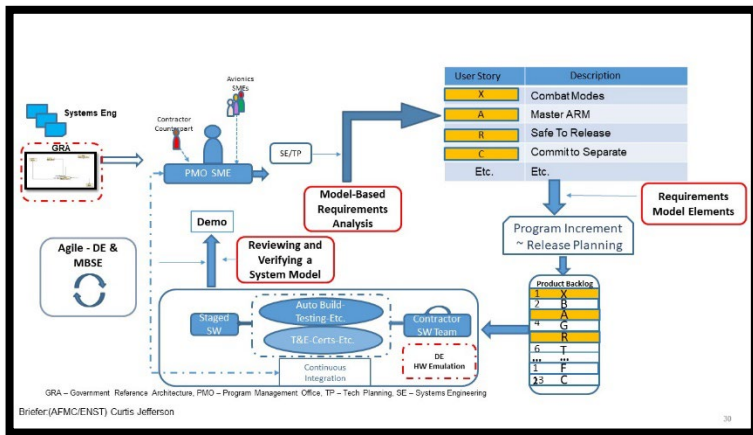 Systems Eng
GRA
Contractor
Counterpart
Avionics
SMEs
PMO SME
SE/TP
Model-Based
Requirements
Analysis
User Story
Description
X
Combat Modes
A
Master ARM
R
Safe To Release
C
Commit to Separate
Etc.
Etc.
Requirements
Model Elements
Program Increment
~ Release Planning
Product Backlog
1 X
2 B
A
4 G
R
6 T
... ...
1 F
13 C
2
Demo
Reviewing and
Verifying a
System Model
Agile - DE &
MBSE
Staged
SW
Auto Build-
Testing-Etc.
T&E-Certs-Etc.
Continuous
Integration
Contractor
SW Team
DE
HW Emulation
GRA – Government Reference Architecture, PMO – Program Management Office, TP – Tech Planning, SE – Systems Engineering
Briefer:(AFMC/ENST) Curtis Jefferson
30